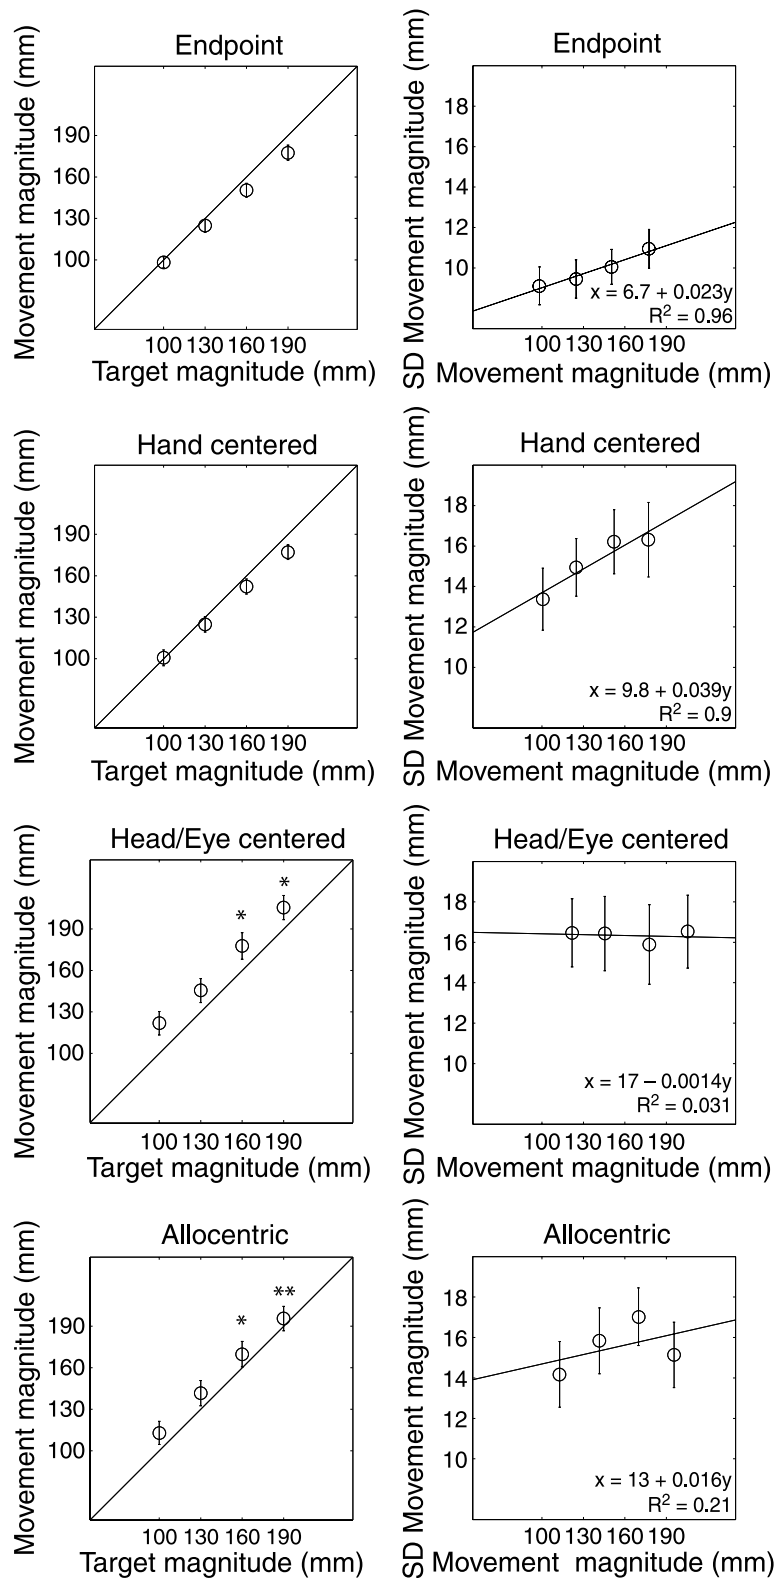 Endpoint
Movement magnitude (mm)
190
160
130
100
100 130 160 190
Target magnitude (mm)
Endpoint
SD Movement magnitude (mm)
18
16
14
12
10
x = 6.7 + 0.023y
R² = 0.96
100 130 160 190
Movement magnitude (mm)
Hand centered
Movement magnitude (mm)
190
160
130
100
100 130 160 190
Target magnitude (mm)
Hand centered
SD Movement magnitude (mm)
18
16
14
12
10
x = 9.8 + 0.039y
R² = 0.9
100 130 160 190
Movement magnitude (mm)
Head/Eye centered
Movement magnitude (mm)
*
*
190
160
130
100
100 130 160 190
Target magnitude (mm)
Head/Eye centered
SD Movement magnitude (mm)
18
16
14
12
10
x = 17 − 0.0014y
R² = 0.031
100 130 160 190
Movement magnitude (mm)
Allocentric
Movement magnitude (mm)
*
**
190
160
130
100
100 130 160 190
Target magnitude (mm)
Allocentric
SD Movement magnitude (mm)
18
16
14
12
10
x = 13 + 0.016y
R² = 0.21
100 130 160 190
Movement magnitude (mm)